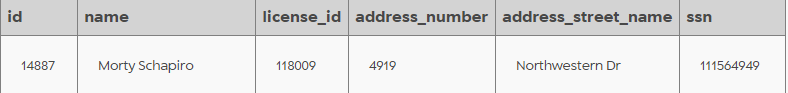 id name license_id address_number address_street_name ssn
14887 Morty Schapiro 118009 4919 Northwestern Dr 111564949